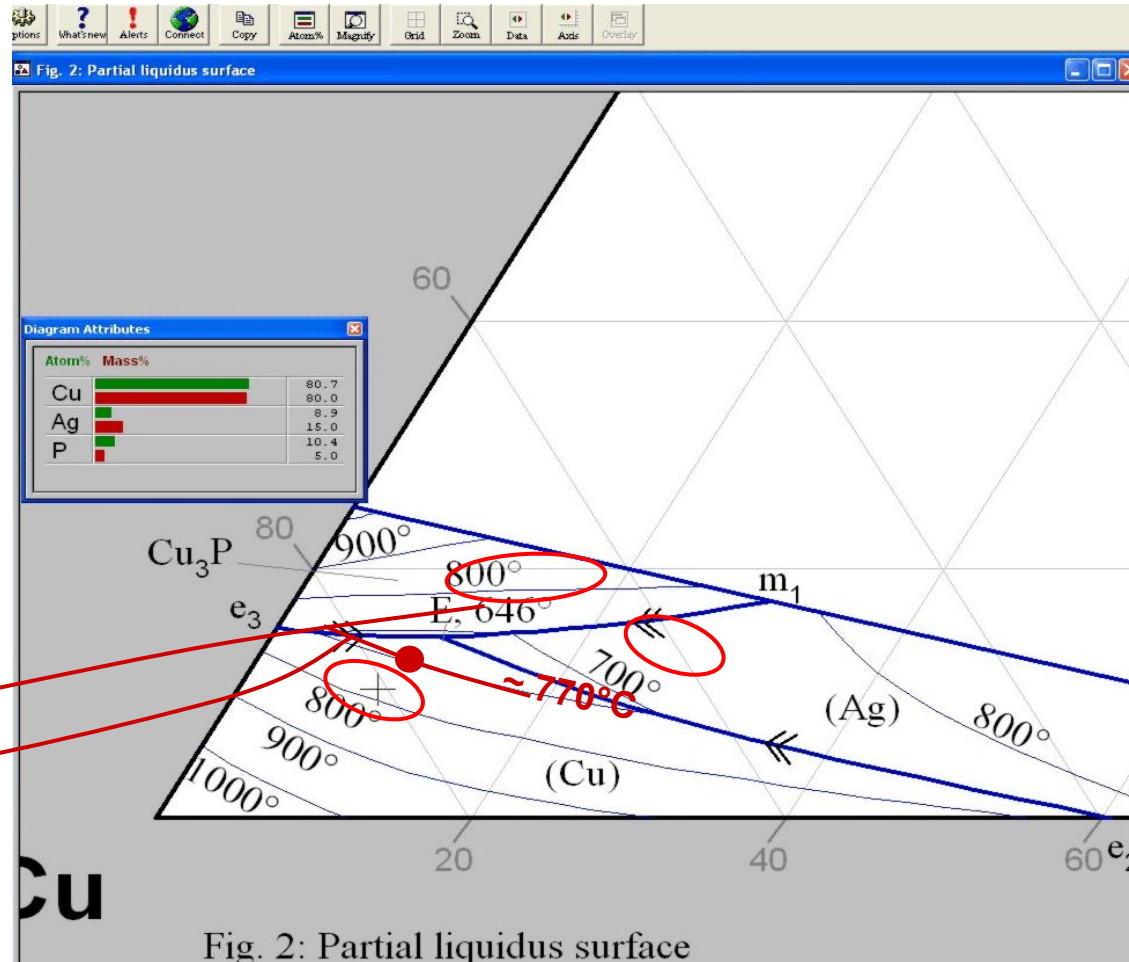 ptions What'snew Alerts Connect Copy Atom% Magnify Grid Zoom Data Axis Overlay
Fig. 2: Partial liquidus surface
60
Diagram Attributes
Atom% Mass%
Cu 80.7
80.0
Ag 8.9
15.0
P 10.4
5.0
80
900°
Cu₃P
800°
m₁
e₃
E, 646°
700°
≈ 770°C
800°
(Ag)
800°
900°
(Cu)
1000°
20
40
60
e₂
Cu
Fig. 2: Partial liquidus surface